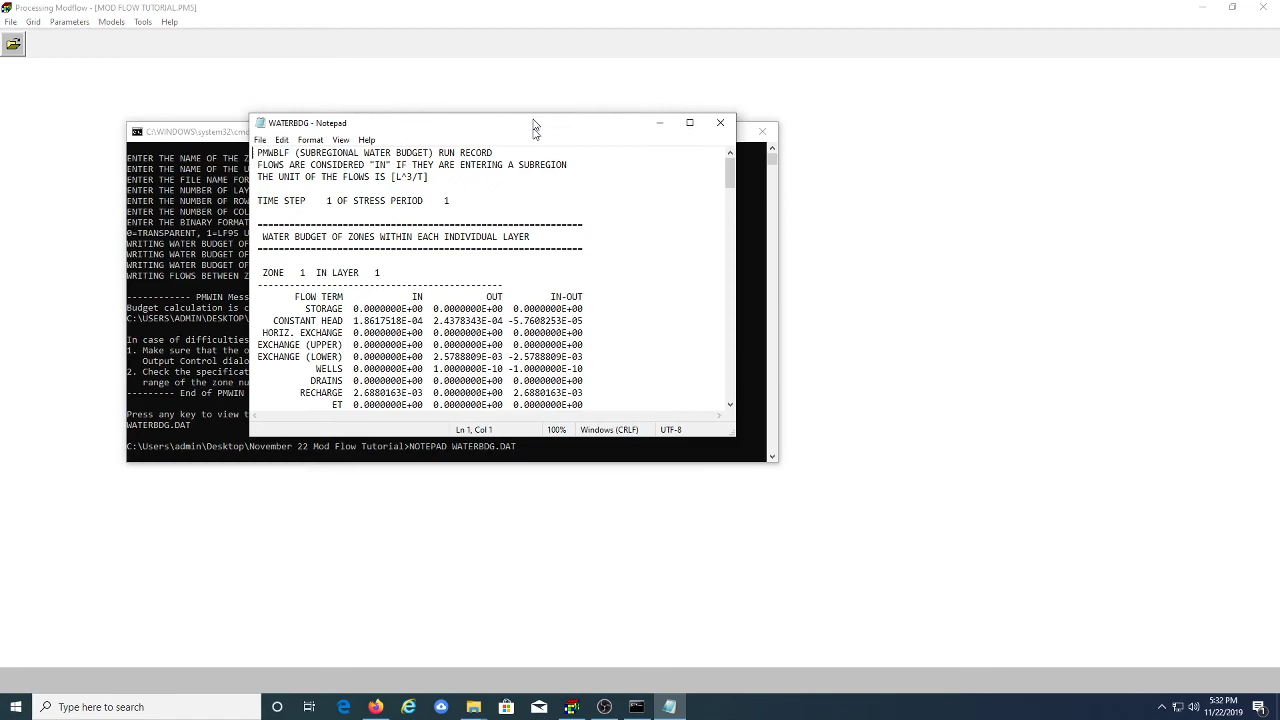 Processing Modflow - [MOD FLOW TUTORIAL.PM5]
File Grid Parameters Models Tools Help
C:\WINDOWS\system32\cmd
ENTER THE NAME OF THE Z
ENTER THE NAME OF THE U
ENTER THE FILE NAME FOR
ENTER THE NUMBER OF LAY
ENTER THE NUMBER OF ROW
ENTER THE NUMBER OF COL
ENTER THE BINARY FORMAT
0=TRANSPARENT, 1=LF95 U
WRITING WATER BUDGET OF
WRITING WATER BUDGET OF
WRITING WATER BUDGET OF
WRITING FLOWS BETWEEN Z
------------ PMWIN Mess
Budget calculation is c
C:\USERS\ADMIN\DESKTOP\
In case of difficulties
1. Make sure that the o
Output Control dialo
2. Check the specificat
range of the zone nu
--------- End of PMWIN
Press any key to view t
WATERBDG.DAT
C:\Users\admin\Desktop\November 22 Mod Flow Tutorial>NOTEPAD WATERBDG.DAT
WATERBDG - Notepad
File Edit Format View Help
PMWBLF (SUBREGIONAL WATER BUDGET) RUN RECORD
FLOWS ARE CONSIDERED "IN" IF THEY ARE ENTERING A SUBREGION
THE UNIT OF THE FLOWS IS [L^3/T]
TIME STEP 1 OF STRESS PERIOD 1
=============================================================
WATER BUDGET OF ZONES WITHIN EACH INDIVIDUAL LAYER
=============================================================
ZONE 1 IN LAYER 1
----------------------------------------------
FLOW TERM IN OUT IN-OUT
STORAGE 0.0000000E+00 0.0000000E+00 0.0000000E+00
CONSTANT HEAD 1.8617518E-04 2.4378343E-04 -5.7608253E-05
HORIZ. EXCHANGE 0.0000000E+00 0.0000000E+00 0.0000000E+00
EXCHANGE (UPPER) 0.0000000E+00 0.0000000E+00 0.0000000E+00
EXCHANGE (LOWER) 0.0000000E+00 2.5788809E-03 -2.5788809E-03
WELLS 0.0000000E+00 1.0000000E-10 -1.0000000E-10
DRAINS 0.0000000E+00 0.0000000E+00 0.0000000E+00
RECHARGE 2.6880163E-03 0.0000000E+00 2.6880163E-03
ET 0.0000000E+00 0.0000000E+00 0.0000000E+00
Ln 1, Col 1 100% Windows (CRLF) UTF-8
Type here to search
5:32 PM
11/22/2019